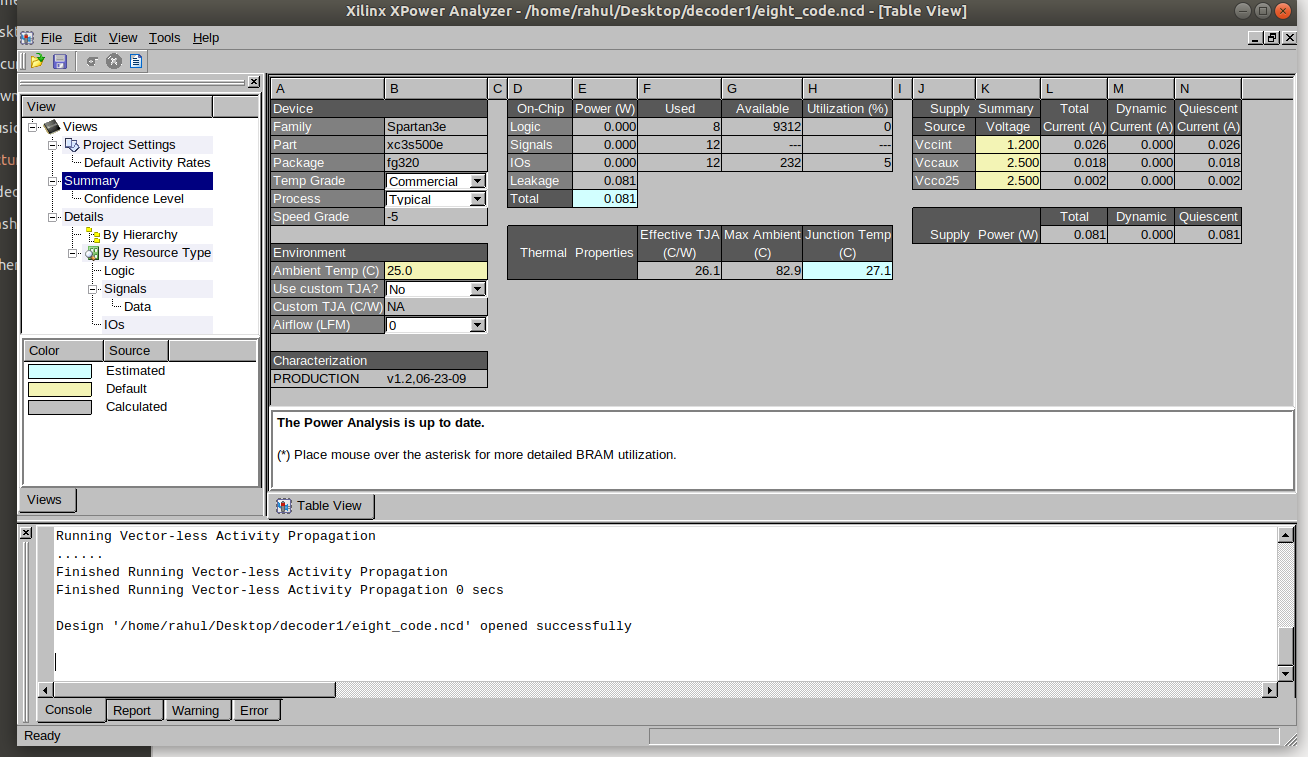 Xilinx XPower Analyzer - /home/rahul/Desktop/decoder1/eight_code.ncd - [Table View]
File Edit View Tools Help
View
Views
Project Settings
Default Activity Rates
Summary
Confidence Level
Details
By Hierarchy
By Resource Type
Logic
Signals
Data
IOs
Color Source
Estimated
Default
Calculated
Views
A B C D E F G H I J K L M N
Device
Family Spartan3e
Part xc3s500e
Package fg320
Temp Grade Commercial
Process Typical
Speed Grade -5
Environment
Ambient Temp (C) 25.0
Use custom TJA? No
Custom TJA (C/W) NA
Airflow (LFM) 0
Characterization
PRODUCTION v1.2,06-23-09
On-Chip Power (W) Used Available Utilization (%)
Logic 0.000 8 9312 0
Signals 0.000 12 --- ---
IOs 0.000 12 232 5
Leakage 0.081
Total 0.081
Effective TJA Max Ambient Junction Temp
Thermal Properties (C/W) (C) (C)
26.1 82.9 27.1
Supply Summary Total Dynamic Quiescent
Source Voltage Current (A) Current (A) Current (A)
Vccint 1.200 0.026 0.000 0.026
Vccaux 2.500 0.018 0.000 0.018
Vcco25 2.500 0.002 0.000 0.002
Total Dynamic Quiescent
Supply Power (W) 0.081 0.000 0.081
The Power Analysis is up to date.
(*) Place mouse over the asterisk for more detailed BRAM utilization.
Table View
Running Vector-less Activity Propagation
......
Finished Running Vector-less Activity Propagation
Finished Running Vector-less Activity Propagation 0 secs
Design '/home/rahul/Desktop/decoder1/eight_code.ncd' opened successfully
Console Report Warning Error
Ready